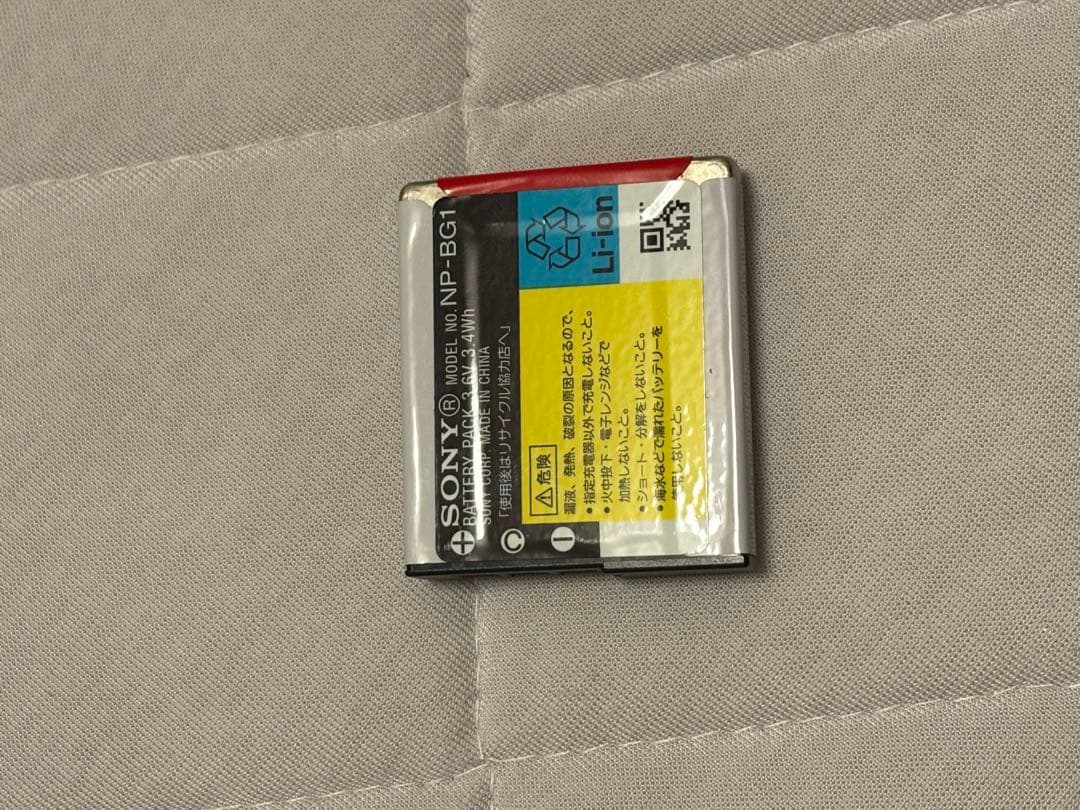 SONY® MODEL NO. NP-BG1
BATTERY PACK 3.6V 3.4Wh
SONY CORP. MADE IN CHINA
「使用後はリサイクル協力店へ」
Li-ion
⚠危険
漏液、発熱、破裂の原因となるので、
●指定充電器以外で充電しないこと。
●火中投下・電子レンジなどで
加熱しないこと。
●ショート・分解をしないこと。
●海水などで濡れたバッテリーを
使用しないこと。
⊕
C
⊖